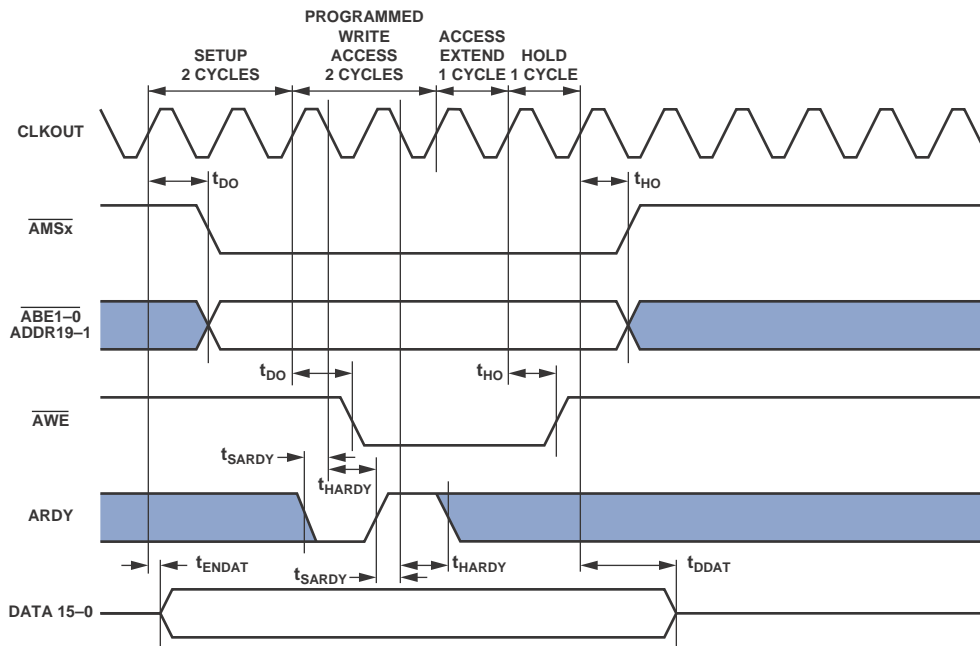 PROGRAMMED
WRITE
ACCESS
2 CYCLES
SETUP
2 CYCLES
ACCESS
EXTEND
1 CYCLE
HOLD
1 CYCLE
CLKOUT
tDO
tHO
AMSx
ABE1–0
ADDR19–1
tDO
tHO
AWE
tSARDY
tHARDY
ARDY
tENDAT
tSARDY
tHARDY
tDDAT
DATA 15–0